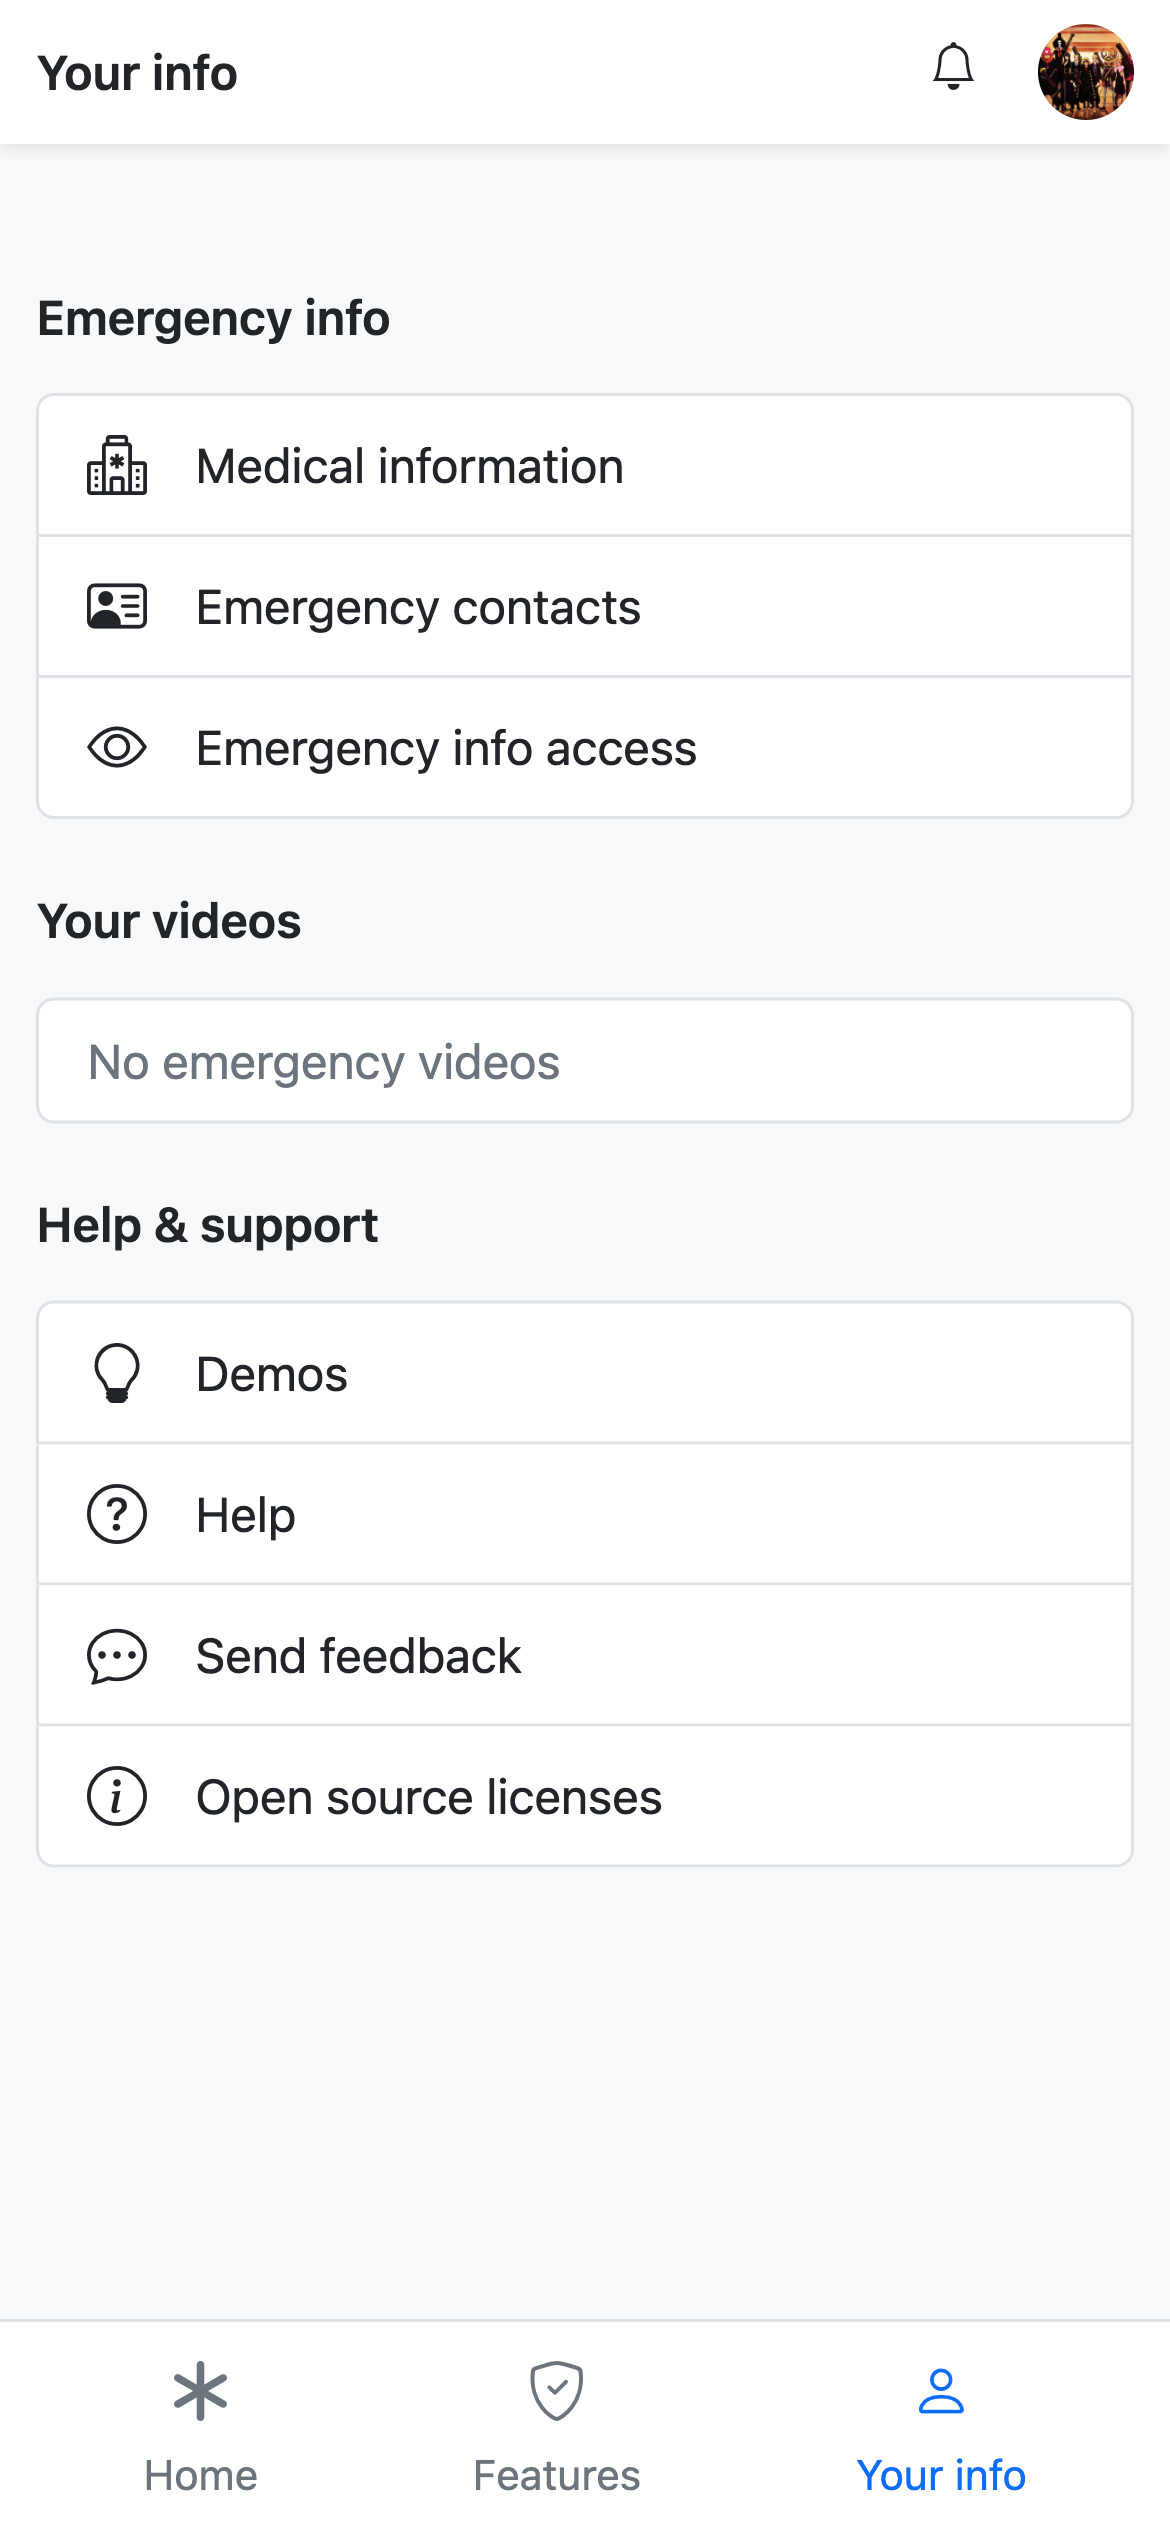 Your info
Emergency info
Medical information
Emergency contacts
Emergency info access
Your videos
No emergency videos
Help & support
Demos
Help
Send feedback
Open source licenses
Home
Features
Your info